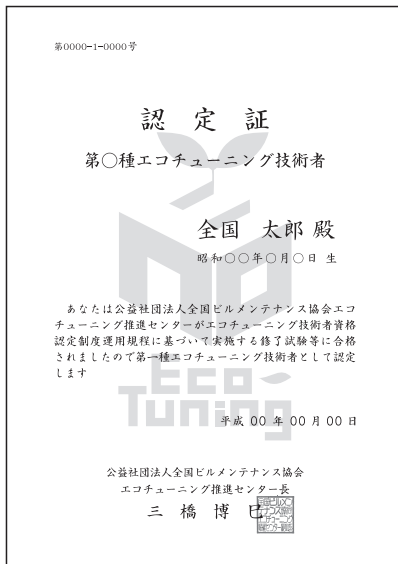 第0000-1-0000号
認定証
第○種エコチューニング技術者
全国 太郎 殿
昭和○○年○月○日 生
あなたは公益社団法人全国ビルメンテナンス協会エコ
チューニング推進センターがエコチューニング技術者資格
認定制度運用規程に基づいて実施する修了試験等に合格
されましたので第一種エコチューニング技術者として認定
します
Eco
Tuning
平成 00 年 00 月 00 日
公益社団法人全国ビルメンテナンス協会
エコチューニング推進センター長
三橋博巳